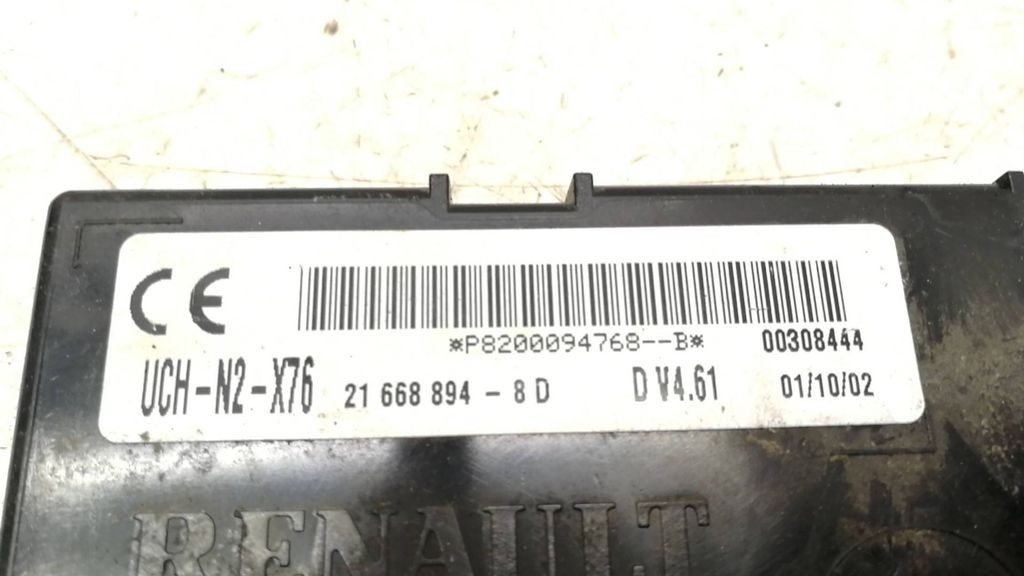 CE
*P8200094768--B* 00308444
UCH-N2-X76 21 668 894 - 8 D D V4.61 01/10/02
RENAULT